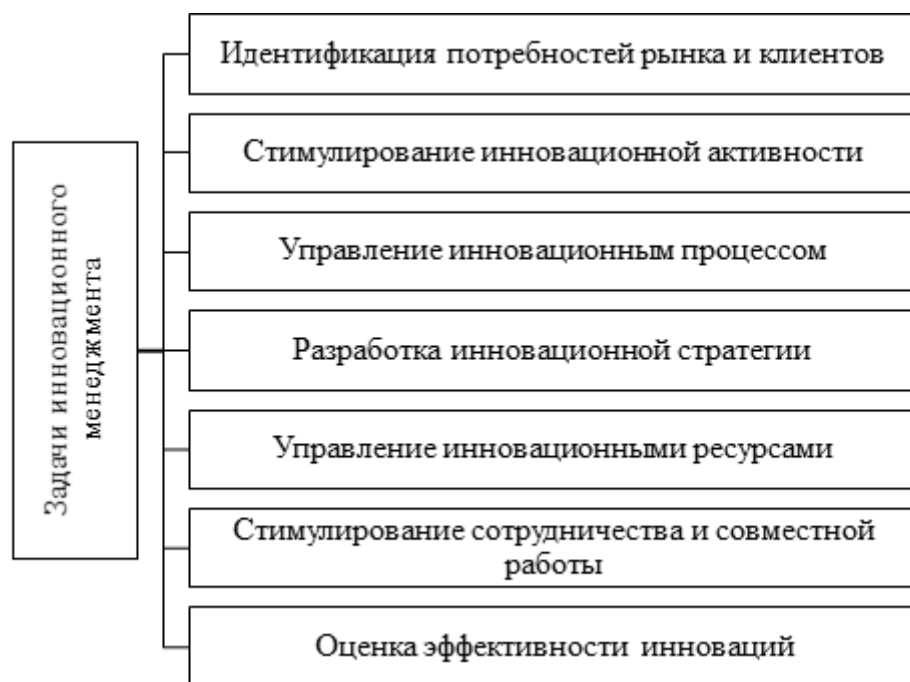 Задачи инновационного
менеджмента
Идентификация потребностей рынка и клиентов
Стимулирование инновационной активности
Управление инновационным процессом
Разработка инновационной стратегии
Управление инновационными ресурсами
Стимулирование сотрудничества и совместной
работы
Оценка эффективности инноваций